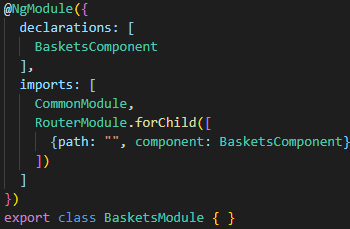 @NgModule({
  declarations: [
    BasketsComponent
  ],
  imports: [
    CommonModule,
    RouterModule.forChild([
      {path: "", component: BasketsComponent}
    ])
  ]
})
export class BasketsModule { }